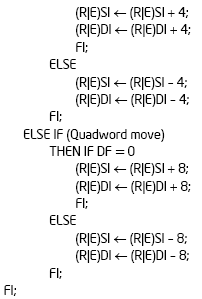 (R|E)SI ← (R|E)SI + 4;
(R|E)DI ← (R|E)DI + 4;
FI;
ELSE
(R|E)SI ← (R|E)SI – 4;
(R|E)DI ← (R|E)DI – 4;
FI;
ELSE IF (Quadword move)
THEN IF DF = 0
(R|E)SI ← (R|E)SI + 8;
(R|E)DI ← (R|E)DI + 8;
FI;
ELSE
(R|E)SI ← (R|E)SI – 8;
(R|E)DI ← (R|E)DI – 8;
FI;
FI;